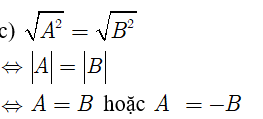 c) √A² = √B²
⇔ |A| = |B|
⇔ A = B hoặc A = −B